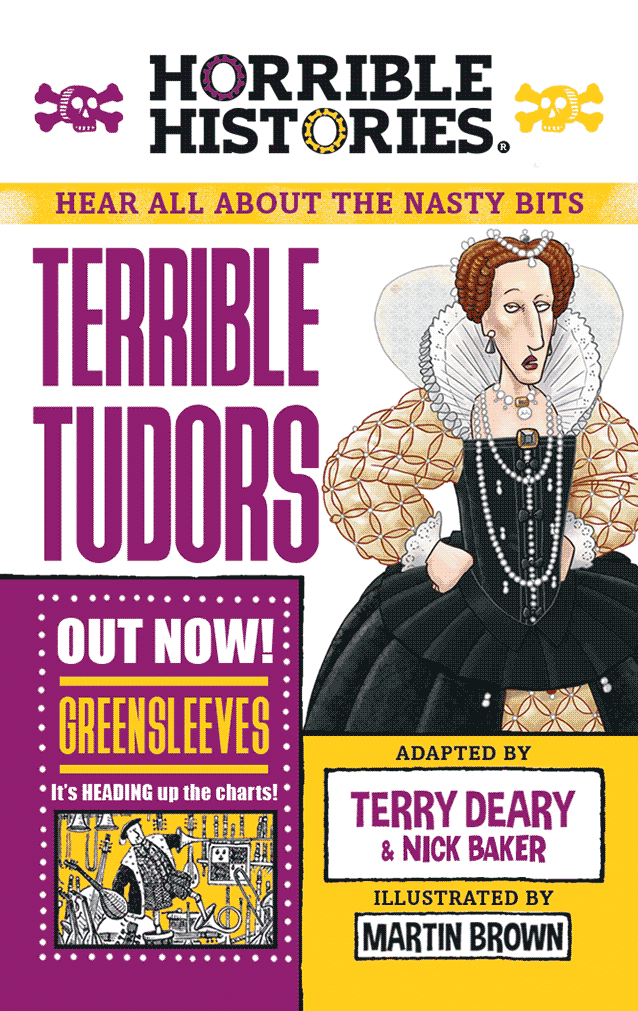 HORRIBLE
HISTORIES®
HEAR ALL ABOUT THE NASTY BITS
TERRIBLE
TUDORS
OUT NOW!
GREENSLEEVES
It's HEADING up the charts!
ADAPTED BY
TERRY DEARY
& NICK BAKER
ILLUSTRATED BY
MARTIN BROWN